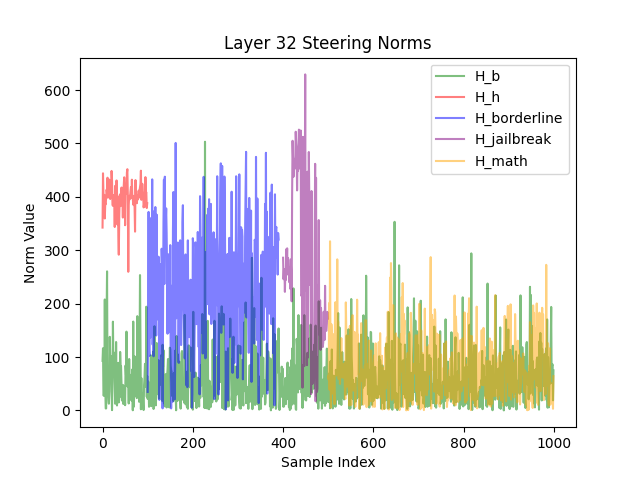 Layer 32 Steering Norms
H_b
H_h
H_borderline
H_jailbreak
H_math
Norm Value
600
500
400
300
200
100
0
0
200
400
600
800
1000
Sample Index